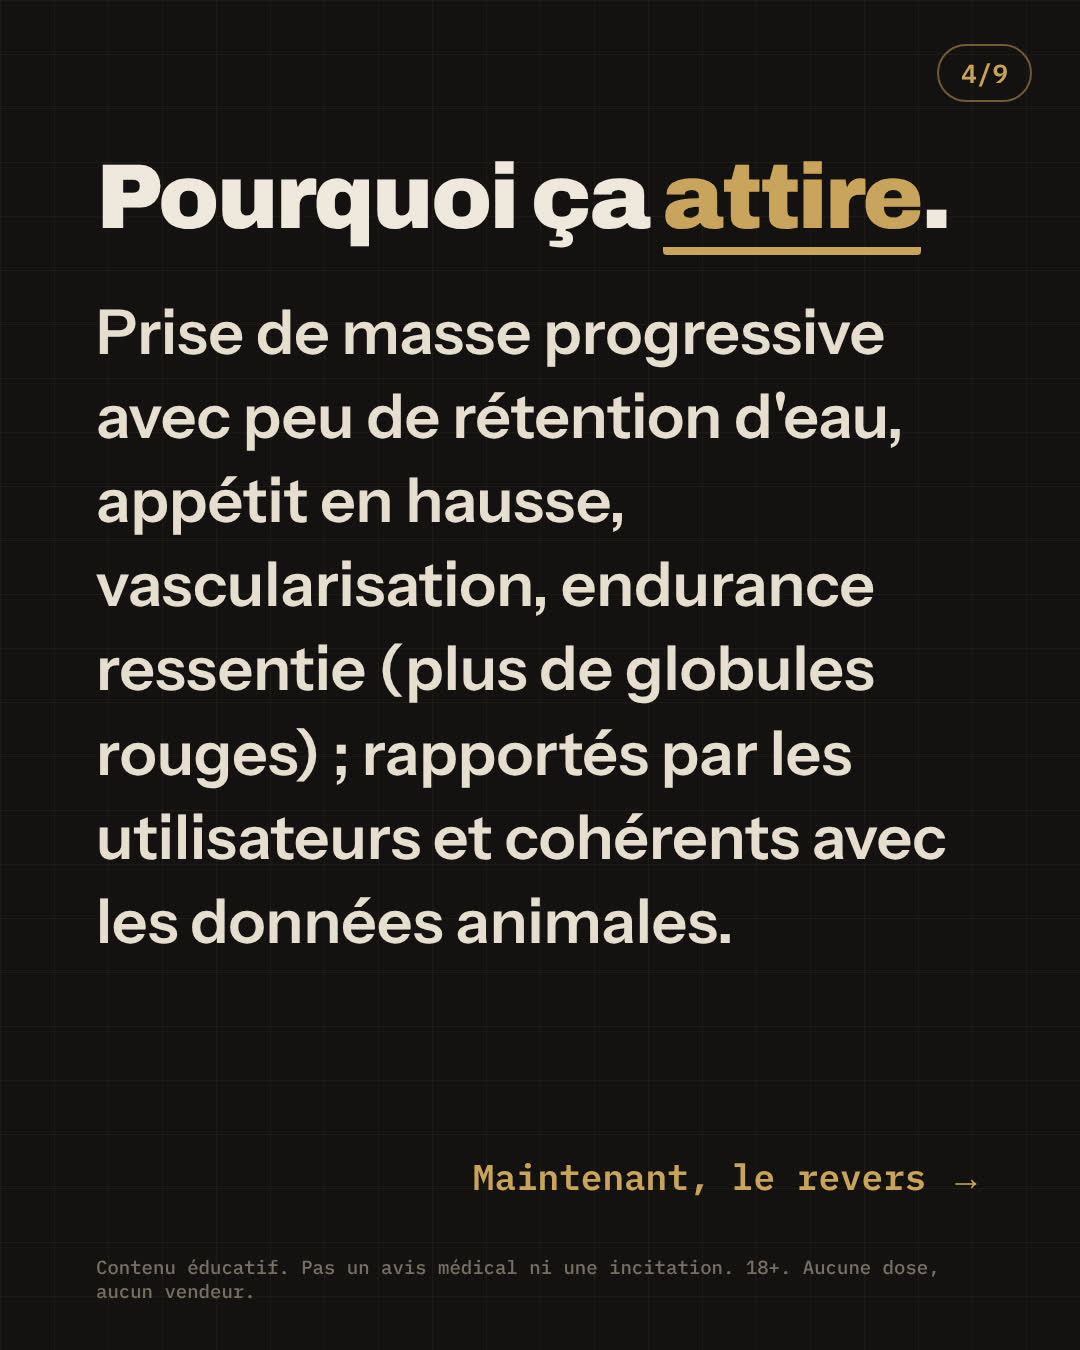 4/9
Pourquoi ça attire.
Prise de masse progressive
avec peu de rétention d'eau,
appétit en hausse,
vascularisation, endurance
ressentie (plus de globules
rouges) ; rapportés par les
utilisateurs et cohérents avec
les données animales.
Maintenant, le revers →
Contenu éducatif. Pas un avis médical ni une incitation. 18+. Aucune dose,
aucun vendeur.